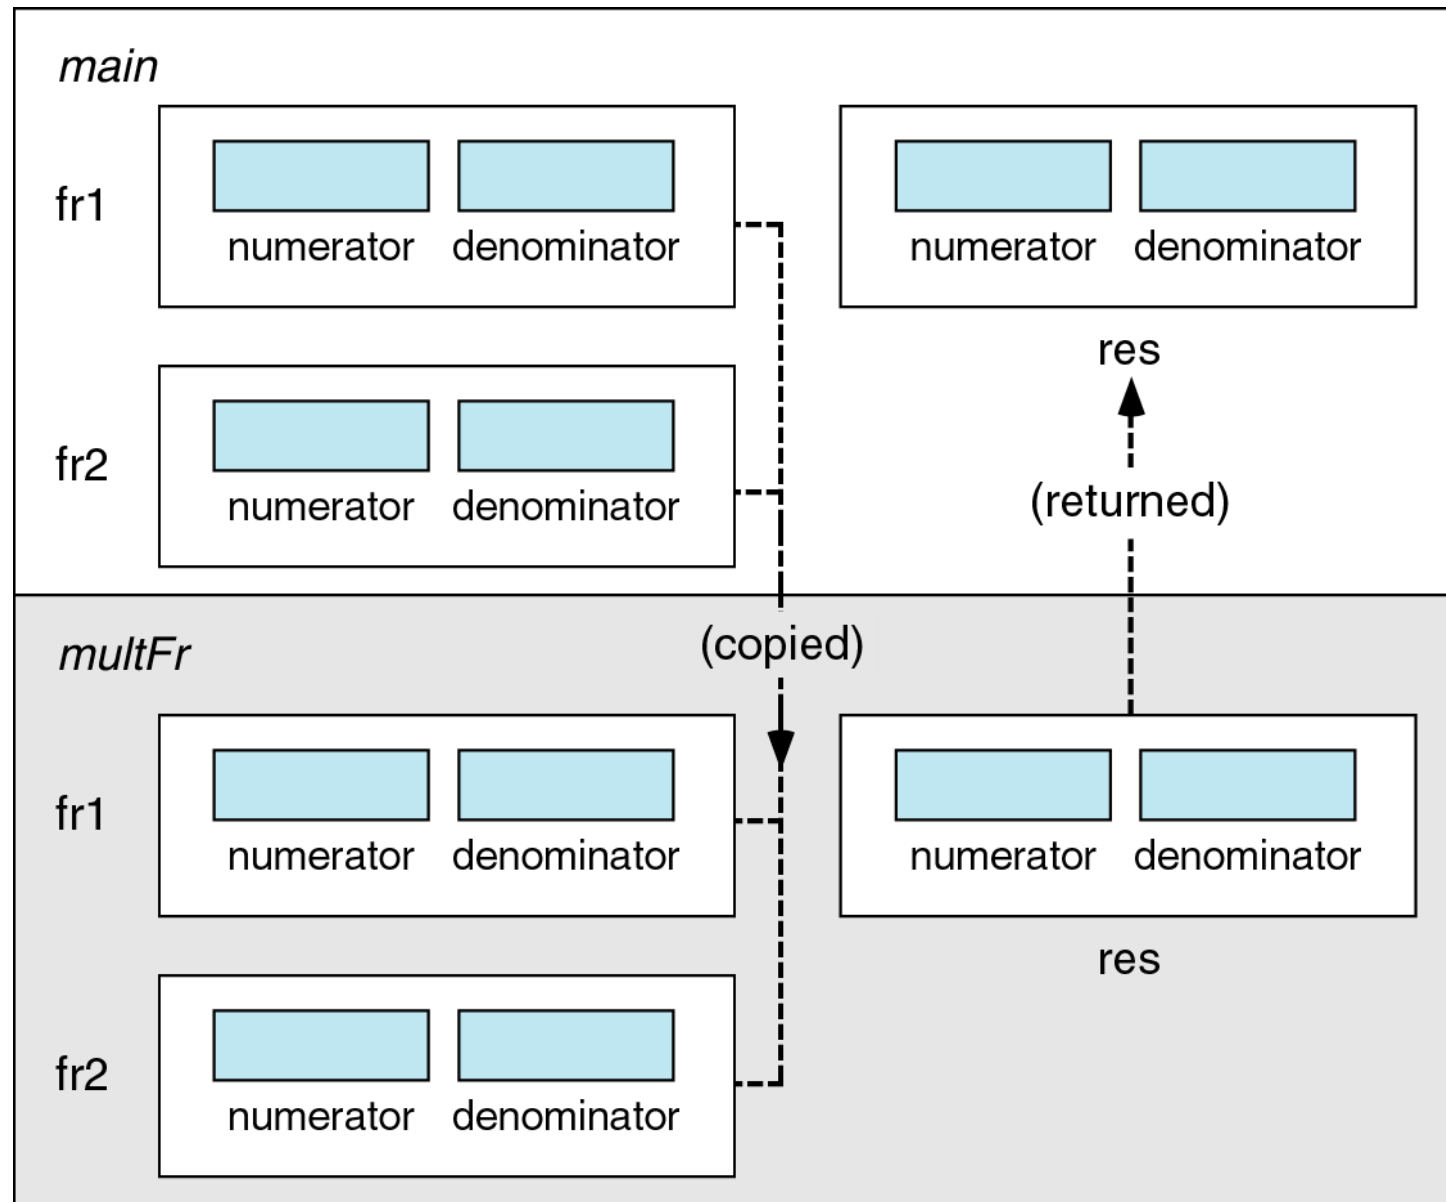 main
fr1
numerator denominator
numerator denominator
res
fr2
numerator denominator
(returned)
(copied)
multFr
fr1
numerator denominator
numerator denominator
res
fr2
numerator denominator